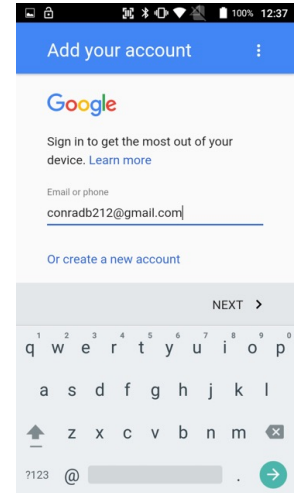 100% 12:37
Add your account
Google
Sign in to get the most out of your
device. Learn more
Email or phone
conradb212@gmail.com
Or create a new account
NEXT
1 2 3 4 5 6 7 8 9 0
q w e r t y u i o p
a s d f g h j k l
z x c v b n m
?123 @ .